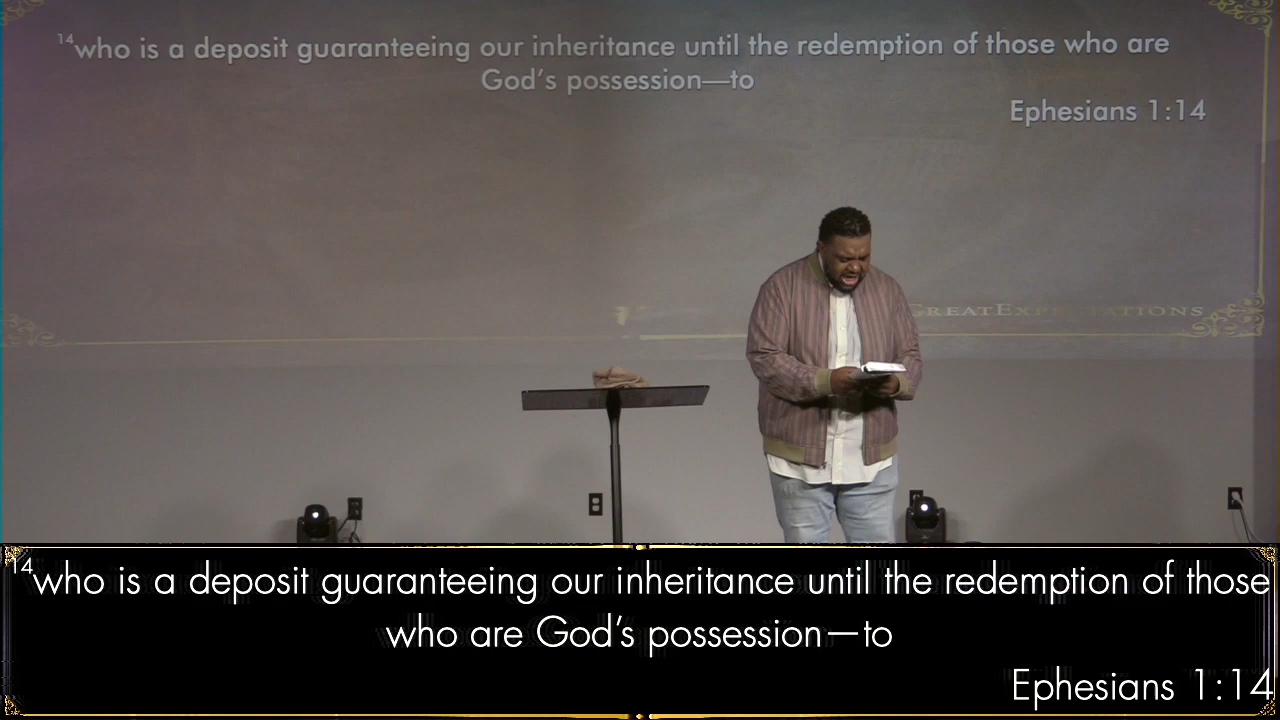 14who is a deposit guaranteeing our inheritance until the redemption of those who are
God's possession—to
Ephesians 1:14
GREATEXPECTATIONS
14who is a deposit guaranteeing our inheritance until the redemption of those
who are God's possession—to
Ephesians 1:14